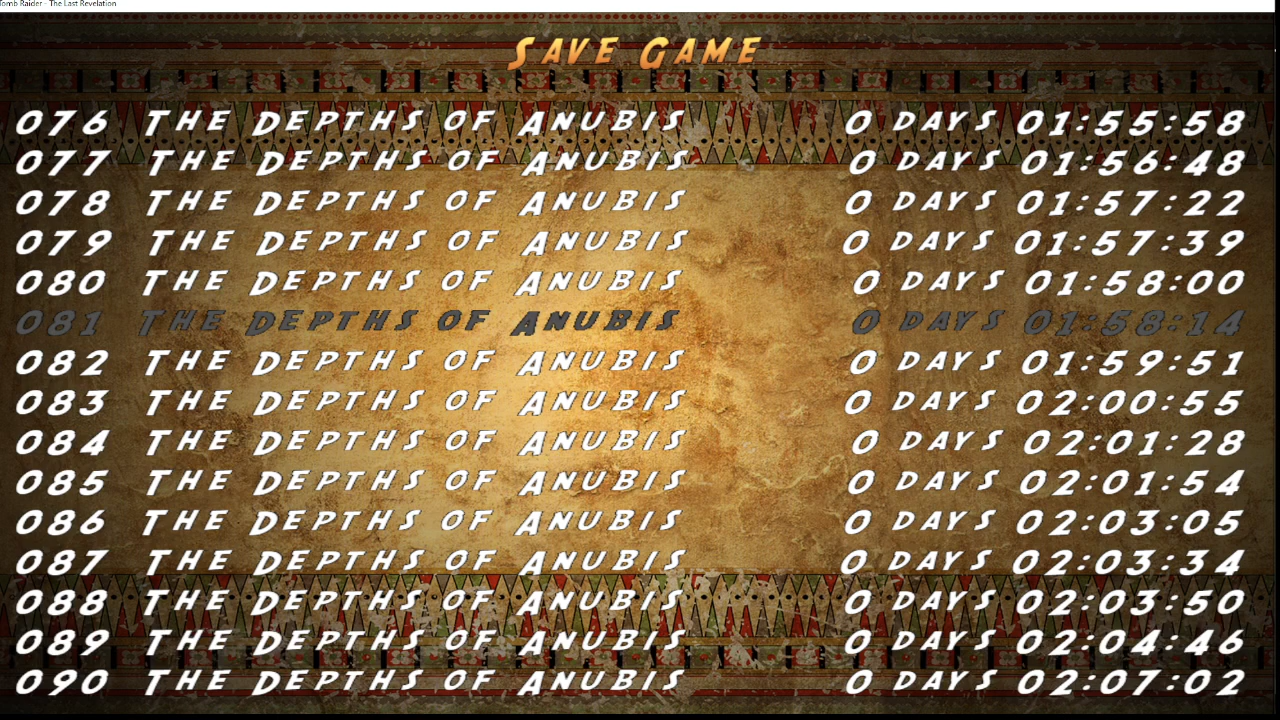 Tomb Raider - The Last Revelation
Save Game
076 The Depths of Anubis 0 days 01:55:58
077 The Depths of Anubis 0 days 01:56:48
078 The Depths of Anubis 0 days 01:57:22
079 The Depths of Anubis 0 days 01:57:39
080 The Depths of Anubis 0 days 01:58:00
081 The Depths of Anubis 0 days 01:58:14
082 The Depths of Anubis 0 days 01:59:51
083 The Depths of Anubis 0 days 02:00:55
084 The Depths of Anubis 0 days 02:01:28
085 The Depths of Anubis 0 days 02:01:54
086 The Depths of Anubis 0 days 02:03:05
087 The Depths of Anubis 0 days 02:03:34
088 The Depths of Anubis 0 days 02:03:50
089 The Depths of Anubis 0 days 02:04:46
090 The Depths of Anubis 0 days 02:07:02